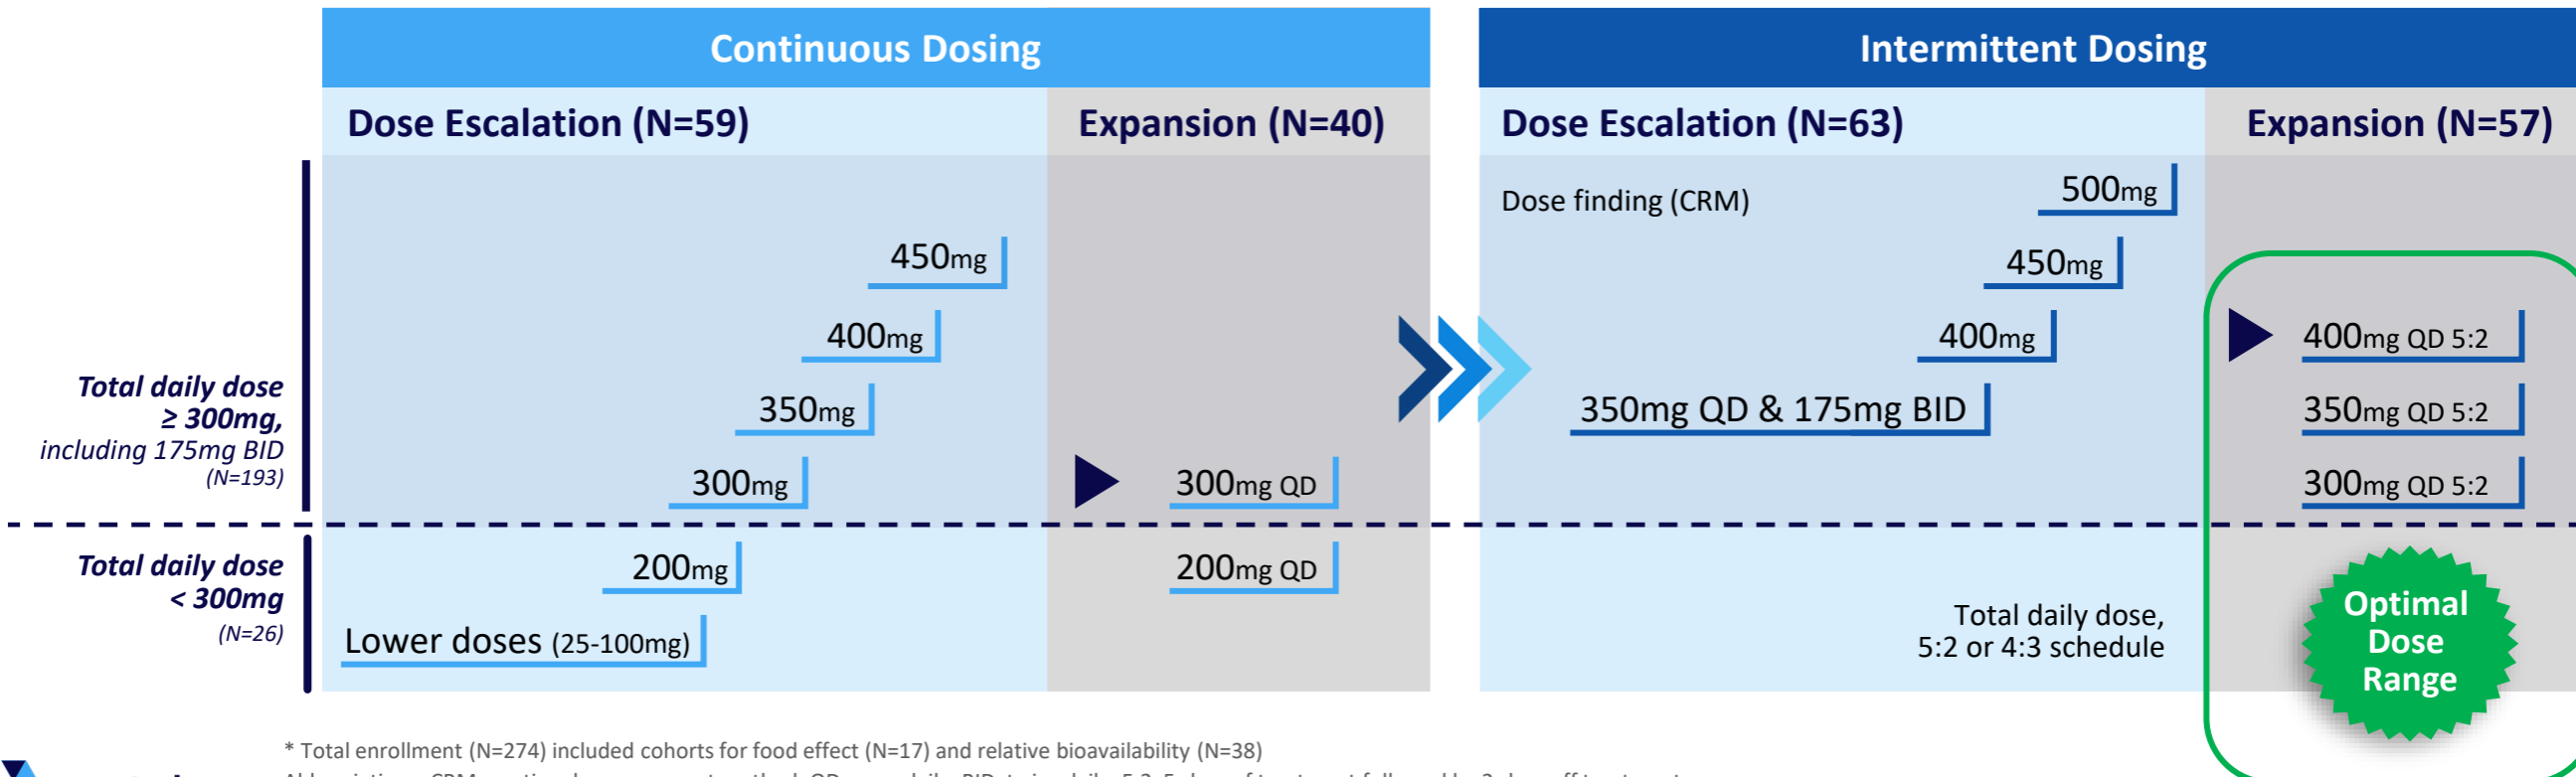 Continuous Dosing
Intermittent Dosing
Dose Escalation (N=59)
Expansion (N=40)
Dose Escalation (N=63)
Expansion (N=57)
Total daily dose
≥ 300mg,
including 175mg BID
(N=193)
Total daily dose
< 300mg
(N=26)
450mg
400mg
350mg
300mg
200mg
Lower doses (25-100mg)
300mg QD
200mg QD
Dose finding (CRM)
500mg
450mg
400mg
350mg QD & 175mg BID
Total daily dose,
5:2 or 4:3 schedule
400mg QD 5:2
350mg QD 5:2
300mg QD 5:2
Optimal
Dose
Range
* Total enrollment (N=274) included cohorts for food effect (N=17) and relative bioavailability (N=38)